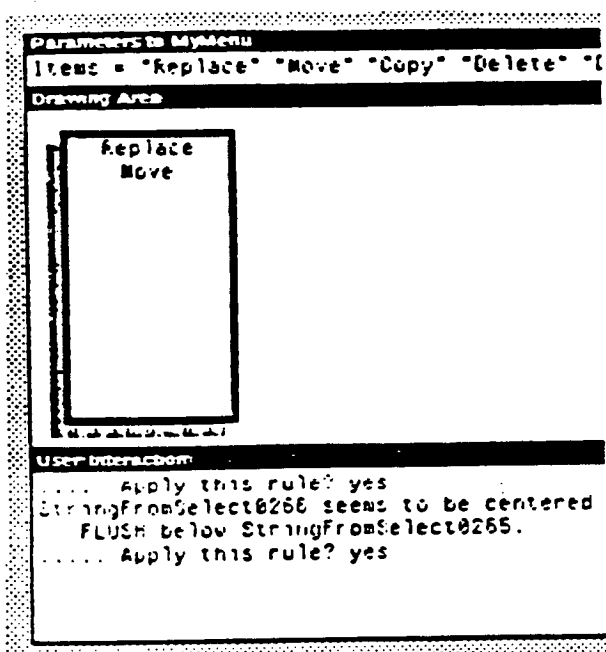 Parameters to MyMenu
Items = "Replace" "Move" "Copy" "Delete" "D
Drawing Area
Replace
Move
User Interaction
..... Apply this rule? yes
StringFromSelect0266 seems to be centered
FLUSH below StringFromSelect0265.
..... Apply this rule? yes